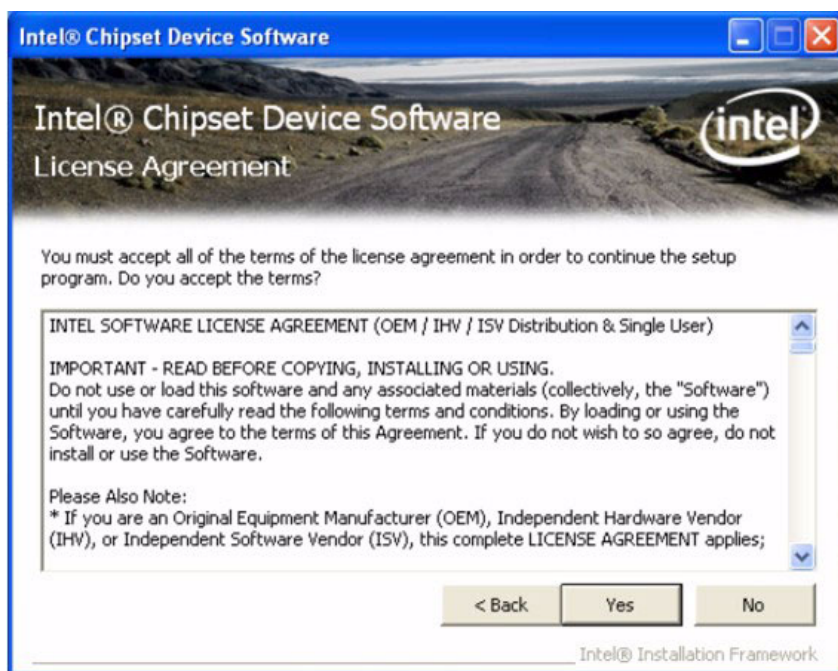 Intel® Chipset Device Software
Intel® Chipset Device Software
intel
License Agreement
You must accept all of the terms of the license agreement in order to continue the setup
program. Do you accept the terms?
INTEL SOFTWARE LICENSE AGREEMENT (OEM / IHV / ISV Distribution & Single User)
IMPORTANT - READ BEFORE COPYING, INSTALLING OR USING.
Do not use or load this software and any associated materials (collectively, the "Software")
until you have carefully read the following terms and conditions. By loading or using the
Software, you agree to the terms of this Agreement. If you do not wish to so agree, do not
install or use the Software.
Please Also Note:
* If you are an Original Equipment Manufacturer (OEM), Independent Hardware Vendor
(IHV), or Independent Software Vendor (ISV), this complete LICENSE AGREEMENT applies;
< Back Yes No
Intel® Installation Framework